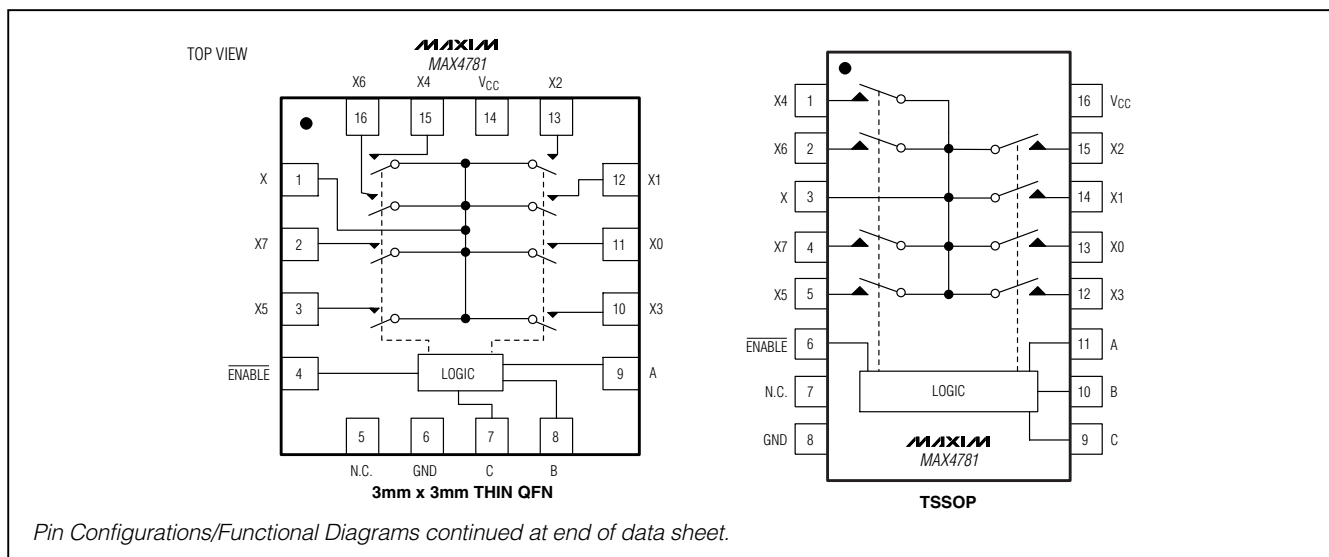 TOP VIEW
MAXIM
MAX4781
X6 X4 VCC X2
16 15 14 13
X 1
12 X1
X7 2
11 X0
X5 3
10 X3
ENABLE 4
LOGIC
9 A
5 6 7 8
N.C. GND C B
3mm x 3mm THIN QFN
X4 1
16 VCC
X6 2
15 X2
X 3
14 X1
X7 4
13 X0
X5 5
12 X3
ENABLE 6
11 A
N.C. 7
LOGIC
10 B
GND 8
9 C
MAXIM
MAX4781
TSSOP
Pin Configurations/Functional Diagrams continued at end of data sheet.